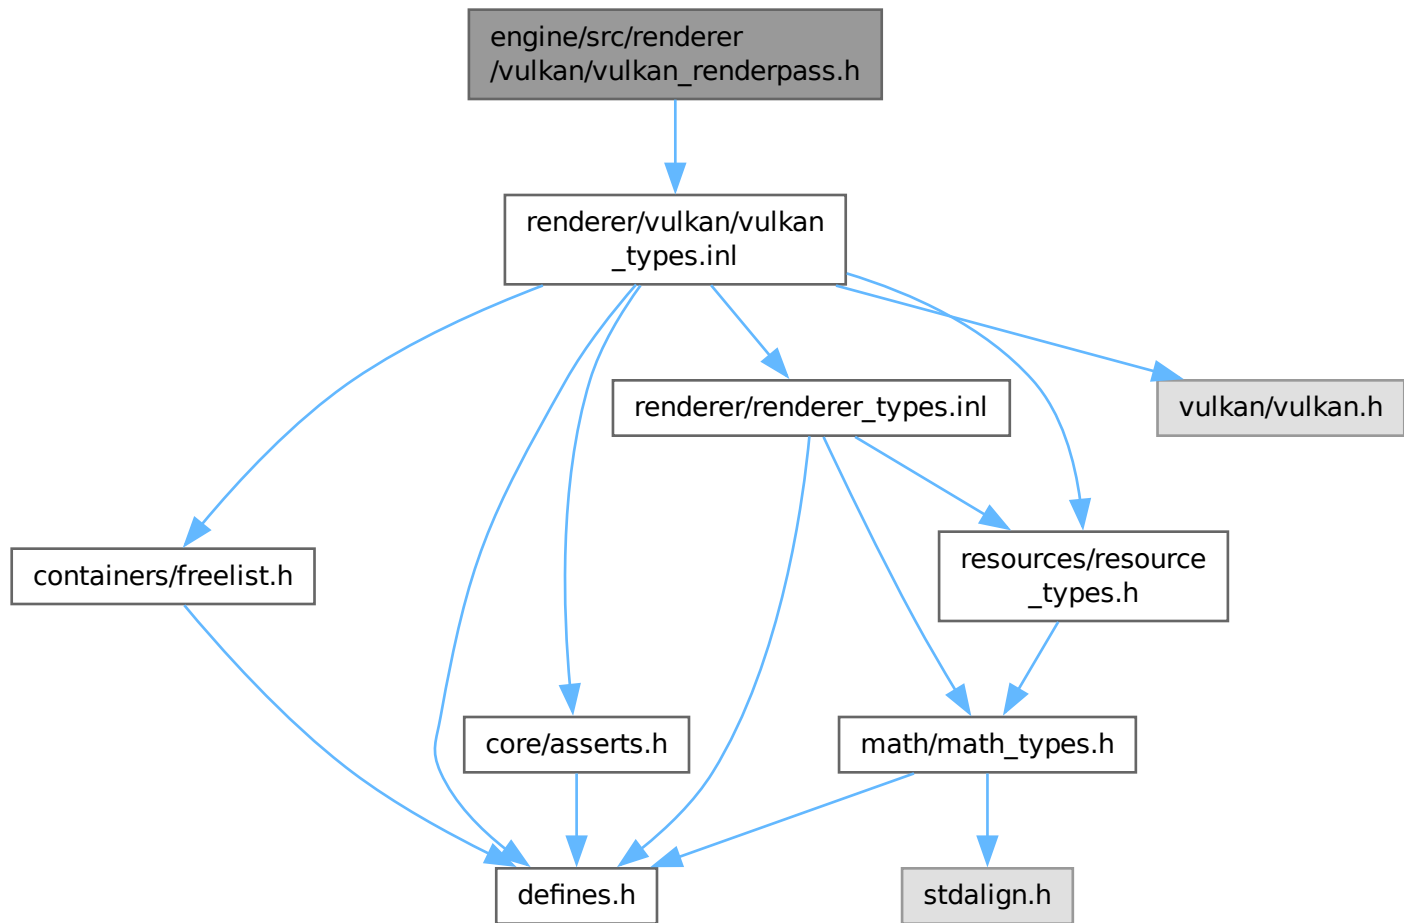 engine/src/renderer
/vulkan/vulkan_renderpass.h
renderer/vulkan/vulkan
_types.inl
renderer/renderer_types.inl
vulkan/vulkan.h
containers/freelist.h
resources/resource
_types.h
core/asserts.h
math/math_types.h
defines.h
stdalign.h